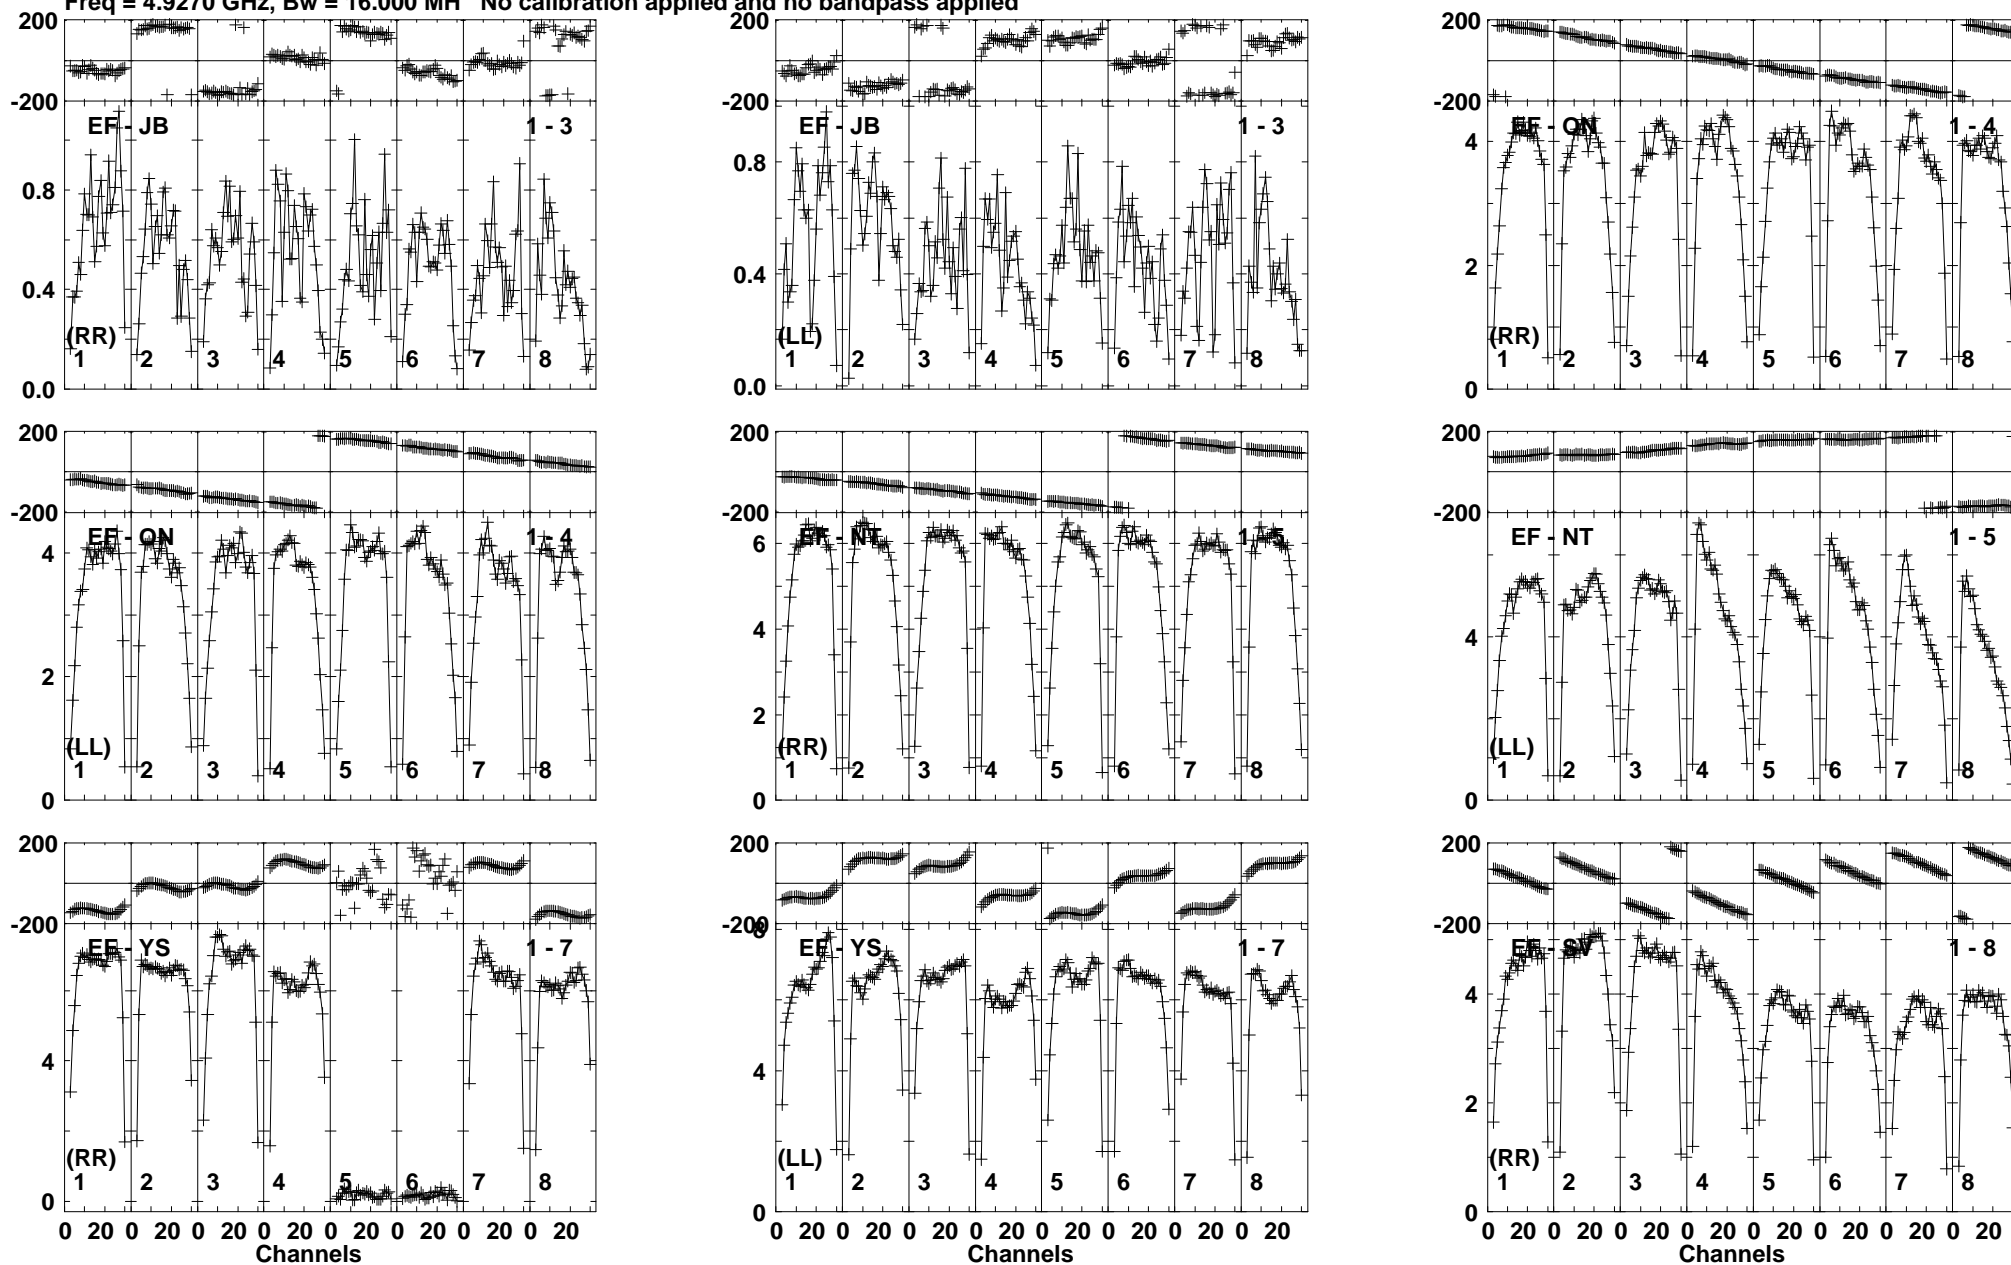 Freq = 4.9270 GHz, Bw = 16.000 MH No calibration applied and no bandpass applied
200
-200
EF - JB 1 - 3
0.8
0.4
0.0
(RR)
1 2 3 4 5 6 7 8
200
-200
EF - JB 1 - 3
0.8
0.4
0.0
(LL)
1 2 3 4 5 6 7 8
200
-200
EF - ON 1 - 4
4
2
0
(RR)
1 2 3 4 5 6 7 8
200
-200
EF - ON 1 - 4
4
2
0
(LL)
1 2 3 4 5 6 7 8
200
-200
EF - NT 1 - 5
6
4
2
0
(RR)
1 2 3 4 5 6 7 8
200
-200
EF - NT 1 - 5
4
0
(LL)
1 2 3 4 5 6 7 8
200
-200
EF - YS 1 - 7
4
0
(RR)
1 2 3 4 5 6 7 8
0 20 0 20 0 20 0 20 0 20 0 20 0 20 0 20
Channels
200
-200
8
EF - YS 1 - 7
4
0
(LL)
1 2 3 4 5 6 7 8
0 20 0 20 0 20 0 20 0 20 0 20 0 20 0 20
Channels
200
-200
EF - SV 1 - 8
4
2
0
(RR)
1 2 3 4 5 6 7 8
0 20 0 20 0 20 0 20 0 20 0 20 0 20 0 20
Channels